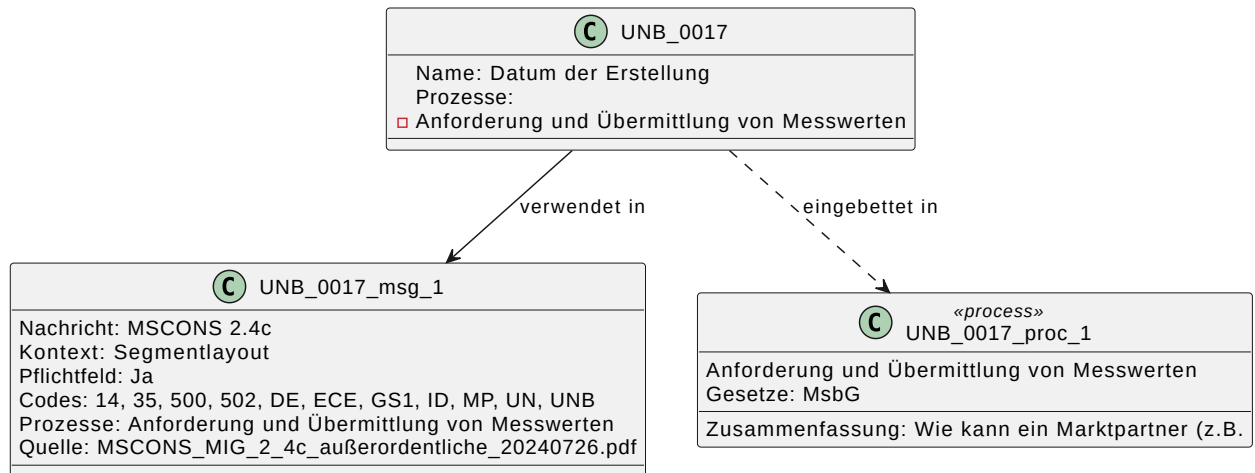 C UNB_0017
Name: Datum der Erstellung
Prozesse:
Anforderung und Übermittlung von Messwerten
verwendet in
eingebettet in
C UNB_0017_msg_1
Nachricht: MSCONS 2.4c
Kontext: Segmentlayout
Pflichtfeld: Ja
Codes: 14, 35, 500, 502, DE, ECE, GS1, ID, MP, UN, UNB
Prozesse: Anforderung und Übermittlung von Messwerten
Quelle: MSCONS_MIG_2_4c_außerordentliche_20240726.pdf
C «process»
UNB_0017_proc_1
Anforderung und Übermittlung von Messwerten
Gesetze: MsbG
Zusammenfassung: Wie kann ein Marktpartner (z.B.